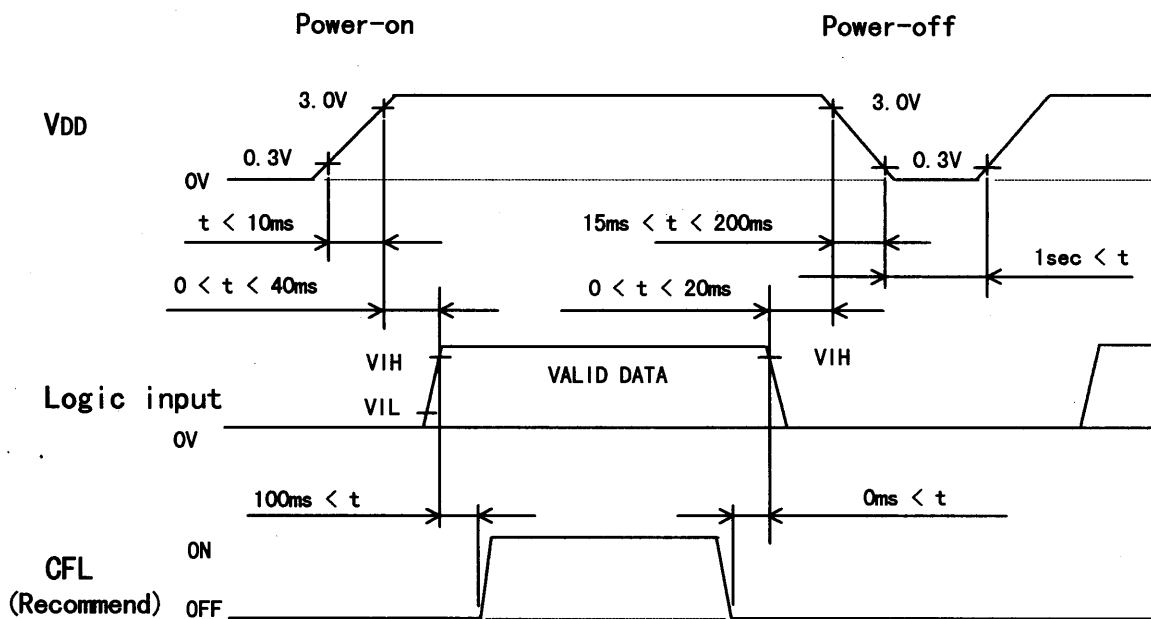 Power-on
Power-off
3.0V
3.0V
VDD
0.3V
0.3V
0V
t < 10ms
15ms < t < 200ms
1sec < t
0 < t < 40ms
0 < t < 20ms
VIH
VALID DATA
VIH
Logic input
VIL
0V
100ms < t
0ms < t
ON
CFL
(Recommend)
OFF